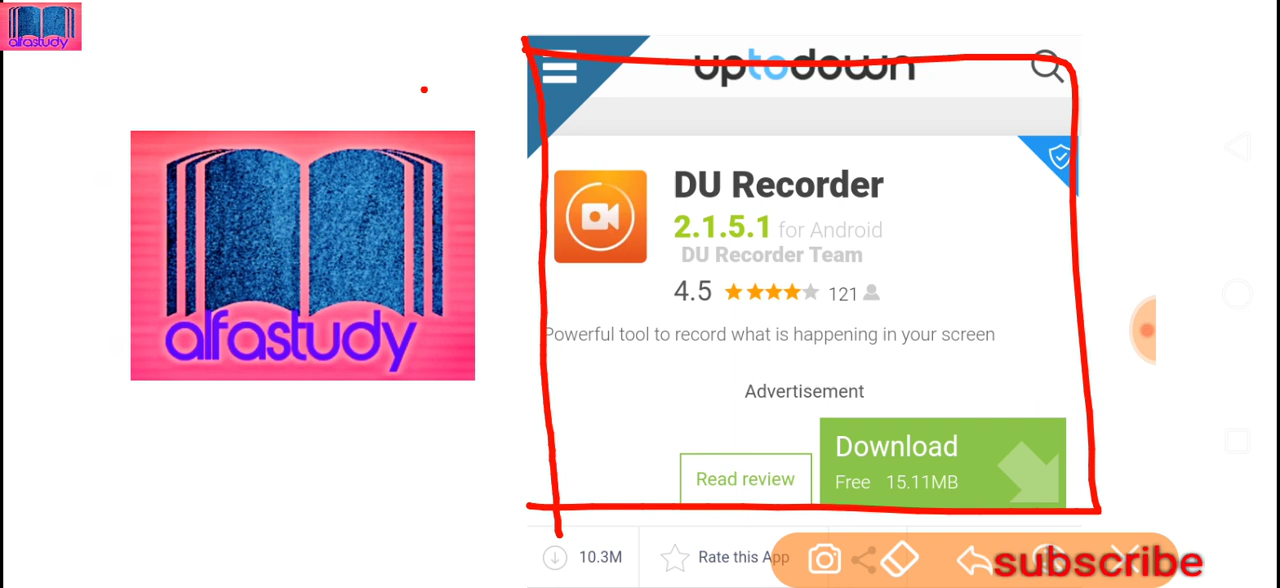 alfastudy
uptodown
alfastudy
DU Recorder
2.1.5.1 for Android
DU Recorder Team
4.5 121
Powerful tool to record what is happening in your screen
Advertisement
Download
Read review
Free 15.11MB
10.3M
Rate this App
subscribe